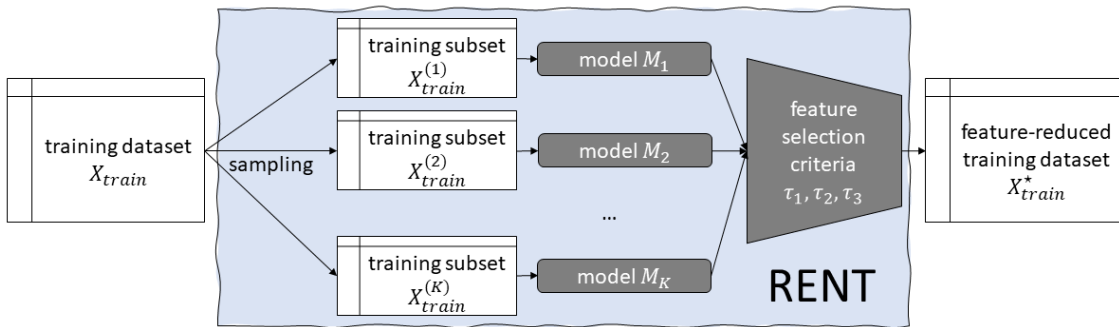 training dataset
X_train
sampling
training subset
X_train^(1)
model M_1
training subset
X_train^(2)
model M_2
...
training subset
X_train^(K)
model M_K
feature
selection
criteria
τ_1, τ_2, τ_3
RENT
feature-reduced
training dataset
X_train^⋆